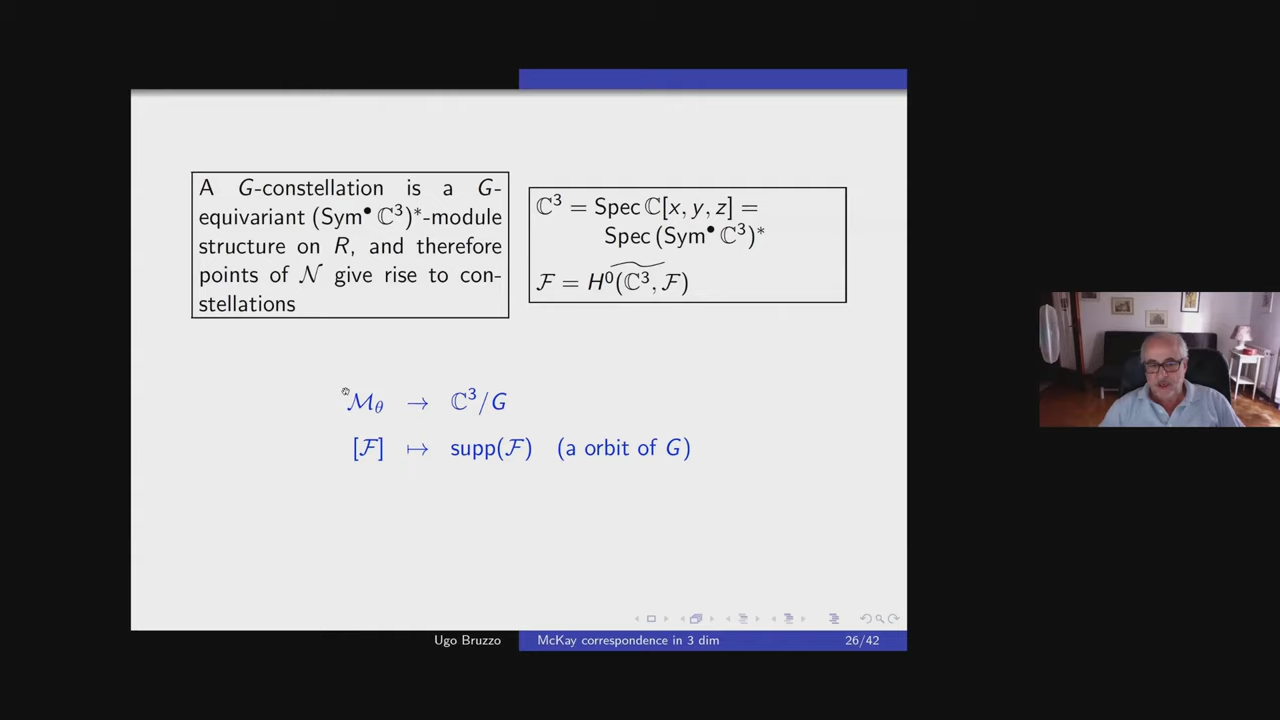 A G-constellation is a G-
equivariant (Sym• ℂ³)*-module
structure on R, and therefore
points of 𝒩 give rise to con-
stellations
ℂ³ = Spec ℂ[x, y, z] =
Spec (Sym• ℂ³)*
ℱ = H⁰(ℂ³, ℱ)~
ℳθ → ℂ³/G
[ℱ] ↦ supp(ℱ) (a orbit of G)
Ugo Bruzzo
McKay correspondence in 3 dim
26/42